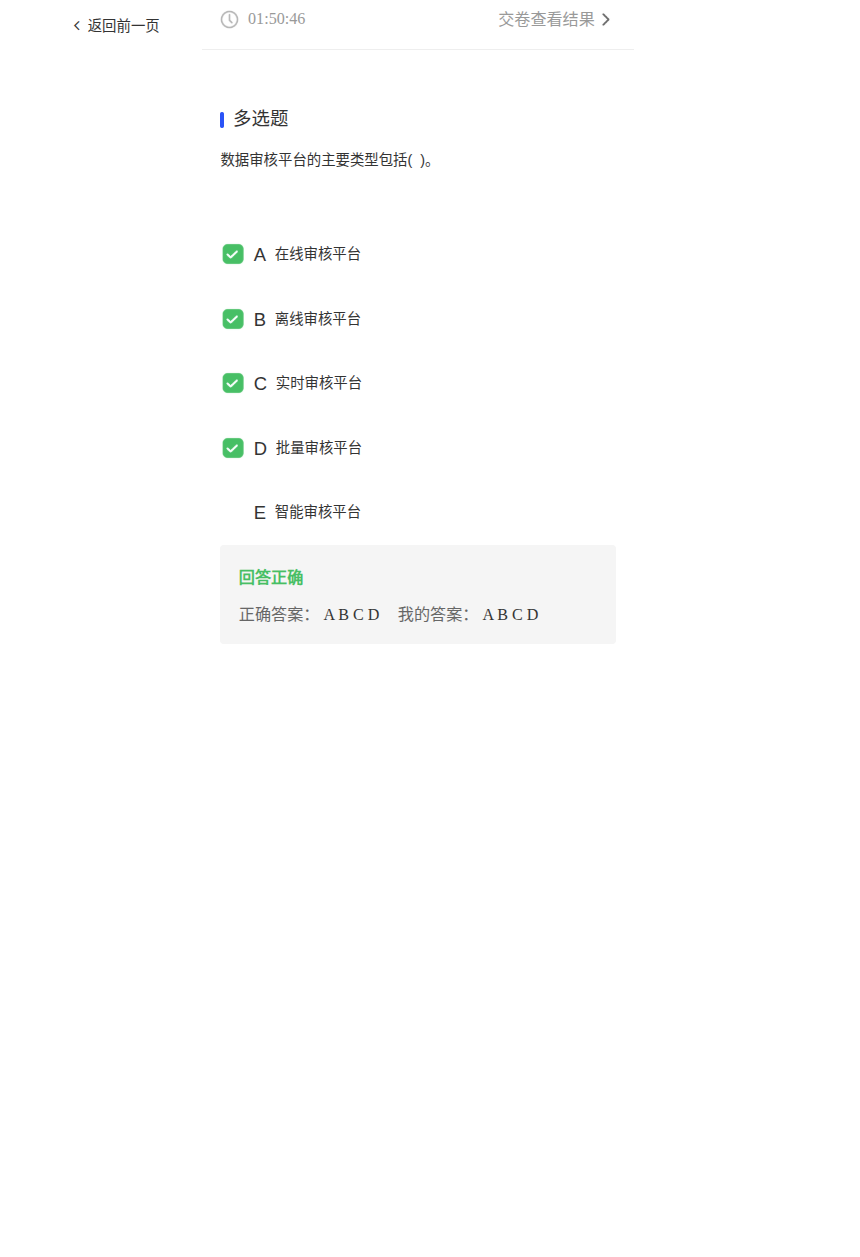 返回前一页
01:50:46 交卷查看结果
多选题
数据审核平台的主要类型包括( )。
A 在线审核平台
B 离线审核平台
C 实时审核平台
D 批量审核平台
E 智能审核平台
回答正确
正确答案： A B C D 我的答案： A B C D